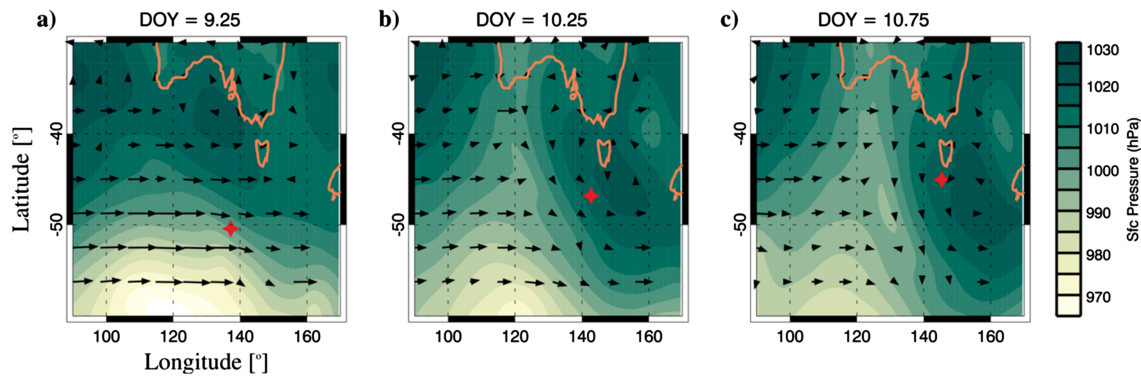 a) DOY = 9.25
b) DOY = 10.25
c) DOY = 10.75
Latitude [°]
-40
-50
100 120 140 160
-40
-50
100 120 140 160
-40
-50
100 120 140 160
Longitude [°]
1030
1020
1010
1000
990
980
970
Sfc Pressure (hPa)